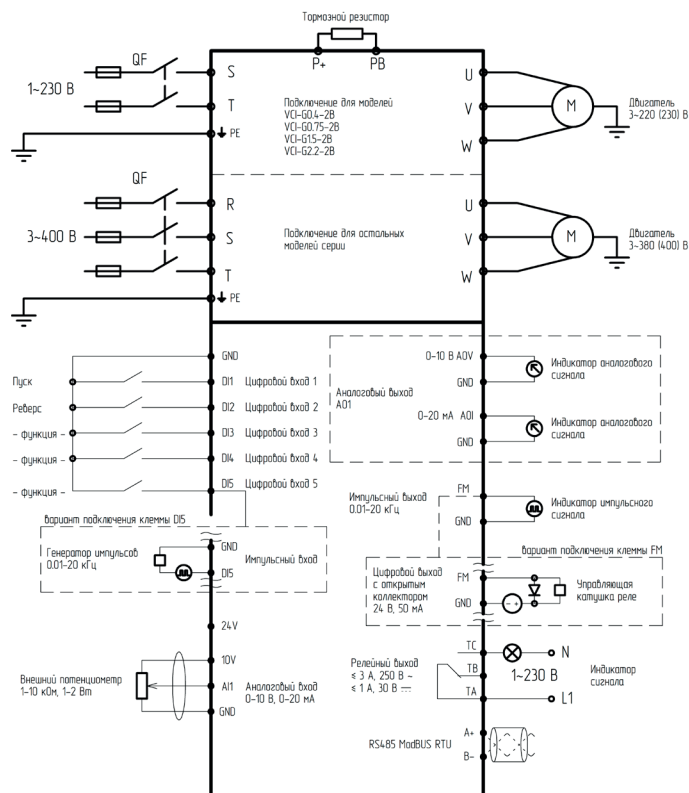 Тормозной резистор
P+
PB
QF
1~230 В
S
T
PE
Подключение для моделей
VCI-G0.4-2B
VCI-G0.75-2B
VCI-G1.5-2B
VCI-G2.2-2B
U
V
W
M
Двигатель
3~220 (230) В
QF
3~400 В
R
S
T
PE
Подключение для остальных
моделей серии
U
V
W
M
Двигатель
3~380 (400) В
GND
Пуск
DI1 Цифровой вход 1
Реверс
DI2 Цифровой вход 2
- функция -
DI3 Цифровой вход 3
- функция -
DI4 Цифровой вход 4
- функция -
DI5 Цифровой вход 5
вариант подключения клеммы DI5
Генератор импульсов
0.01-20 кГц
GND
DI5
Импульсный вход
24V
10V
Внешний потенциометр
1-10 кОм, 1-2 Вт
AI1
Аналоговый вход
0-10 В, 0-20 мА
GND
Аналоговый выход
AO1
0-10 В AOV
GND
Индикатор аналогового
сигнала
0-20 мА AOI
GND
Индикатор аналогового
сигнала
Импульсный выход
0.01-20 кГц
FM
GND
Индикатор импульсного
сигнала
вариант подключения клеммы FM
Цифровой выход
с открытым
коллектором
24 В, 50 мА
FM
GND
- +
Управляющая
катушка реле
Релейный выход
≤ 3 А, 250 В ~
≤ 1 А, 30 В ⎓
TC
TB
TA
N
1~230 В
L1
Индикатор
сигнала
RS485 ModBUS RTU
A+
B-